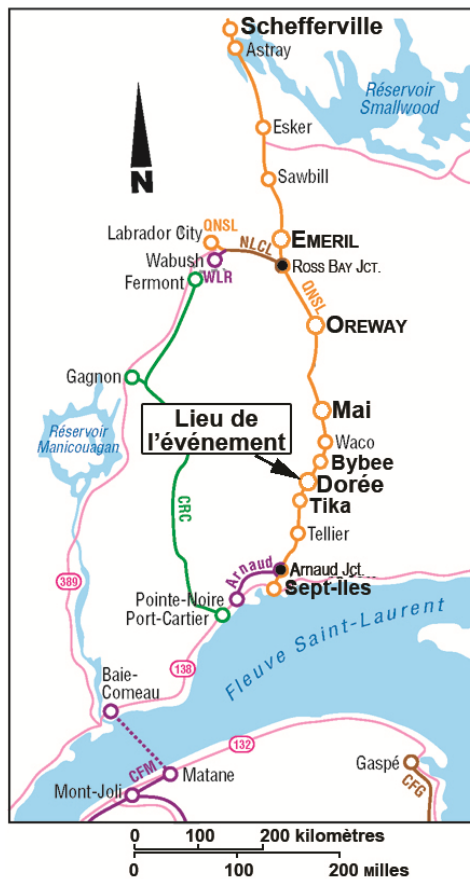 Schefferville
Astray
Réservoir
Smallwood
Esker
Sawbill
N
QNSL
Labrador City
EMERIL
NLCL
Wabush
WLR
ROSS BAY JCT.
Fermont
QNSL
OREWAY
Gagnon
Mai
Lieu de
l'événement
Waco
Réservoir
Manicouagan
Bybee
Dorée
CRC
Tika
Tellier
389
Arnaud
Arnaud Jct.
Sept-Iles
Pointe-Noire
Port-Cartier
Fleuve Saint-Laurent
138
Baie-
Comeau
132
CFM
Matane
Gaspé
CFG
Mont-Joli
0 100 200 kilomètres
0 100 200 MILLES